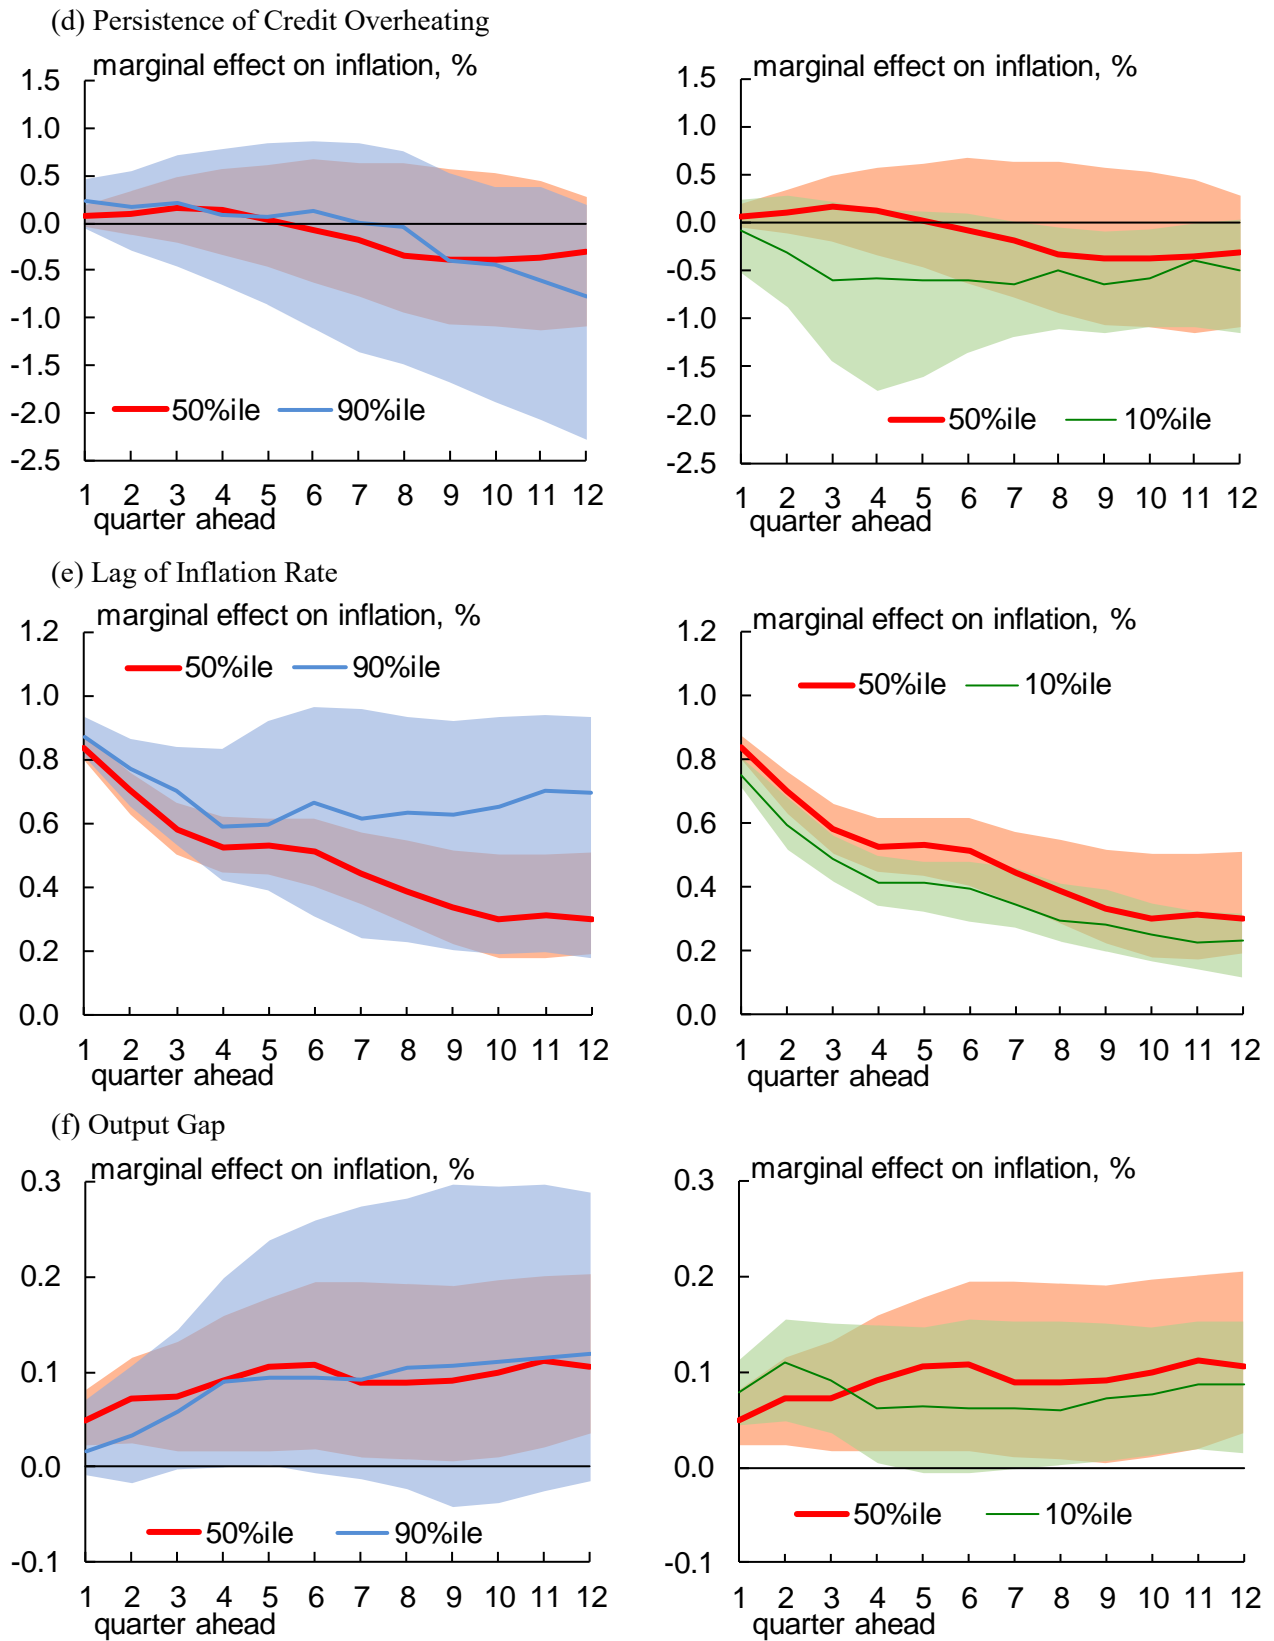 (d) Persistence of Credit Overheating
marginal effect on inflation, %
1.5
1.0
0.5
0.0
-0.5
-1.0
-1.5
-2.0
-2.5
50%ile 90%ile
1 2 3 4 5 6 7 8 9 10 11 12
quarter ahead
marginal effect on inflation, %
1.5
1.0
0.5
0.0
-0.5
-1.0
-1.5
-2.0
-2.5
50%ile 10%ile
1 2 3 4 5 6 7 8 9 10 11 12
quarter ahead
(e) Lag of Inflation Rate
marginal effect on inflation, %
1.2
1.0
0.8
0.6
0.4
0.2
0.0
50%ile 90%ile
1 2 3 4 5 6 7 8 9 10 11 12
quarter ahead
marginal effect on inflation, %
1.2
1.0
0.8
0.6
0.4
0.2
0.0
50%ile 10%ile
1 2 3 4 5 6 7 8 9 10 11 12
quarter ahead
(f) Output Gap
marginal effect on inflation, %
0.3
0.2
0.1
0.0
-0.1
50%ile 90%ile
1 2 3 4 5 6 7 8 9 10 11 12
quarter ahead
marginal effect on inflation, %
0.3
0.2
0.1
0.0
-0.1
50%ile 10%ile
1 2 3 4 5 6 7 8 9 10 11 12
quarter ahead